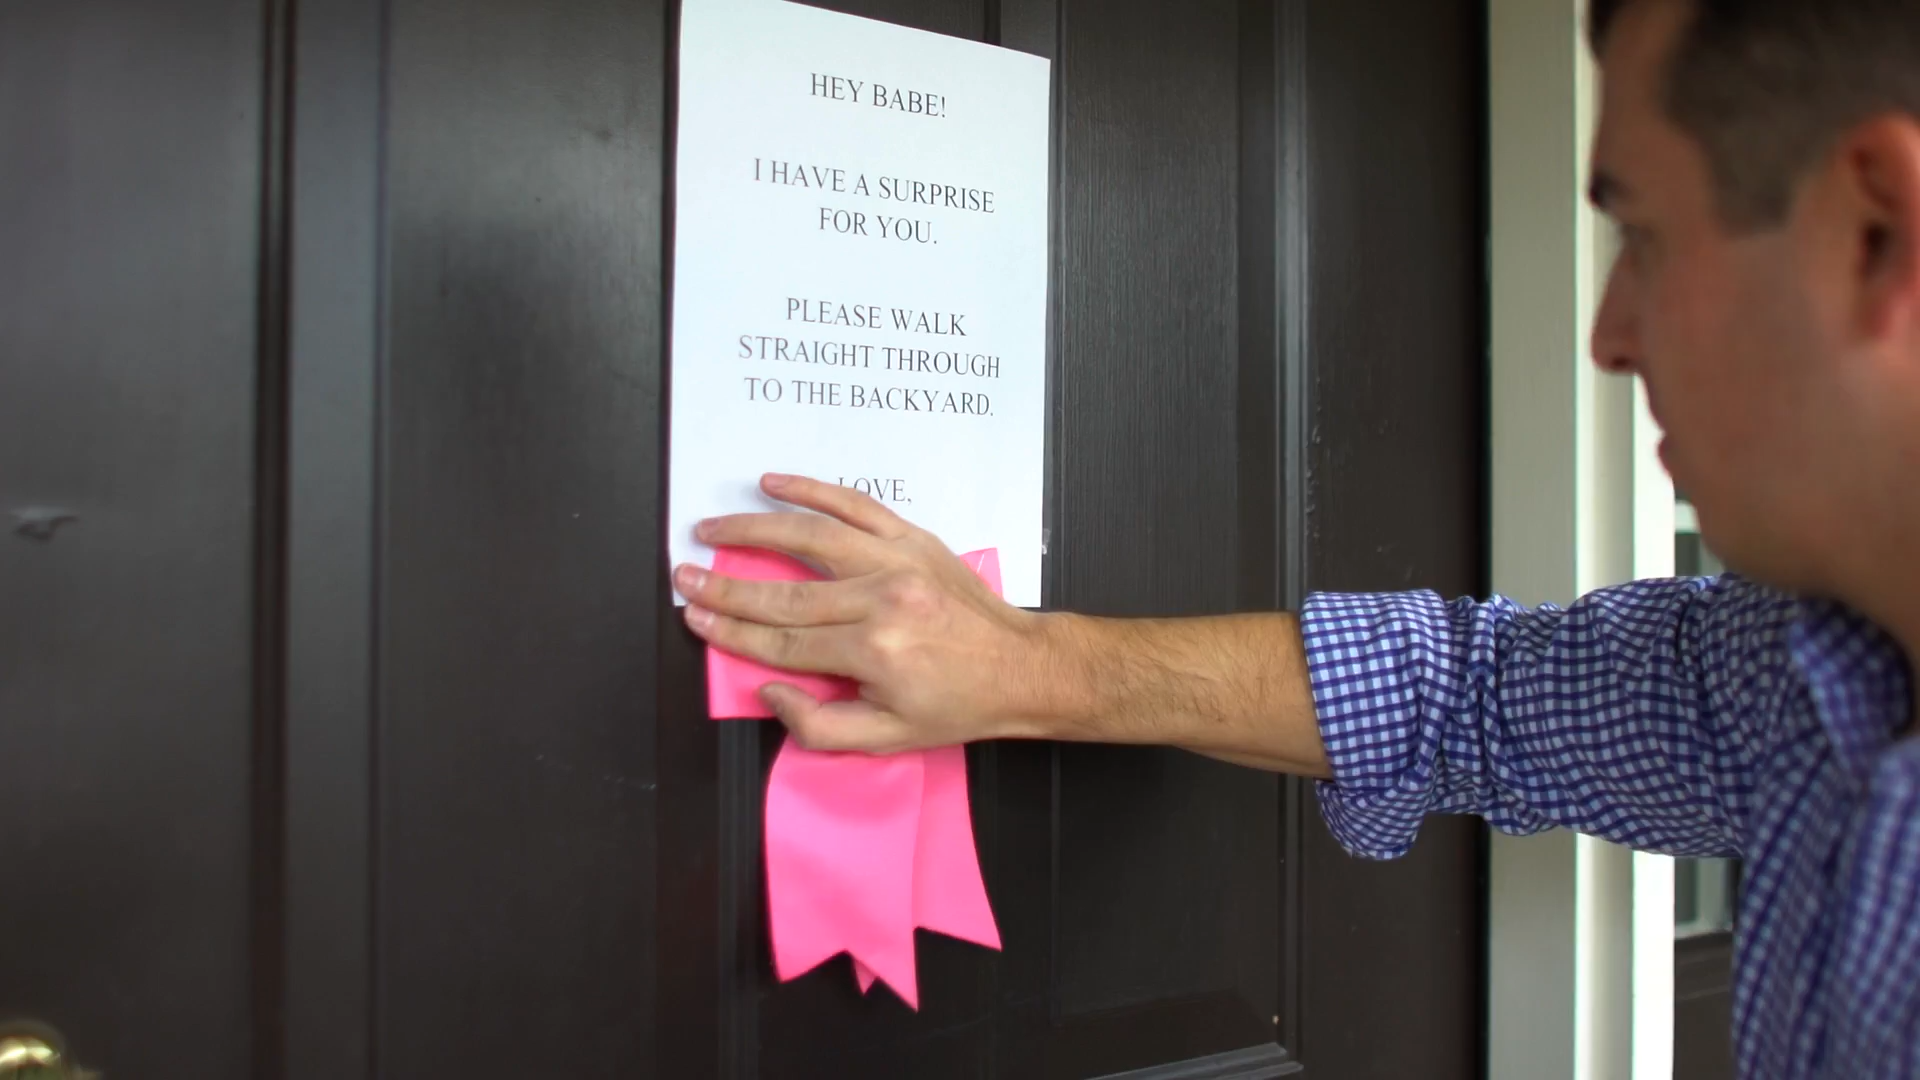 HEY BABE!
I HAVE A SURPRISE
FOR YOU.
PLEASE WALK
STRAIGHT THROUGH
TO THE BACKYARD.
LOVE,